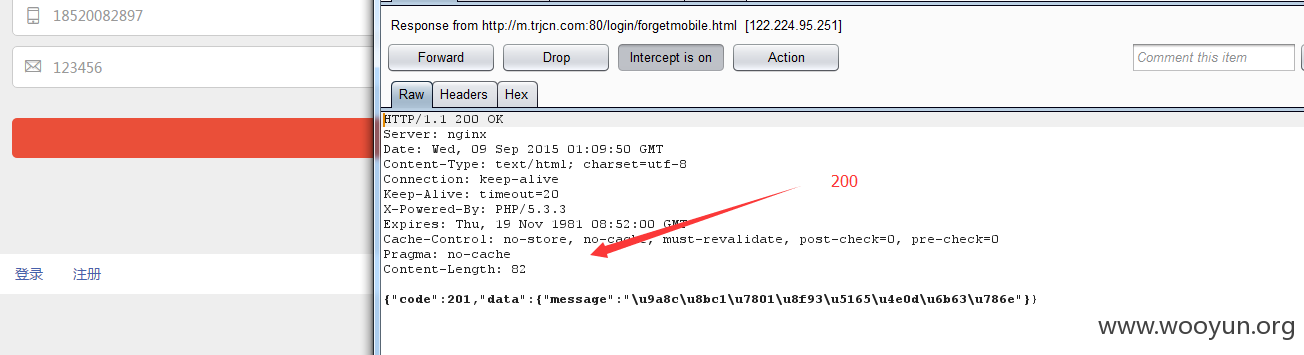 18520082897
123456
登录 注册
Response from http://m.trjcn.com:80/login/forgetmobile.html [122.224.95.251]
Forward Drop Intercept is on Action Comment this item
Raw Headers Hex
HTTP/1.1 200 OK
Server: nginx
Date: Wed, 09 Sep 2015 01:09:50 GMT
Content-Type: text/html; charset=utf-8
Connection: keep-alive
Keep-Alive: timeout=20
X-Powered-By: PHP/5.3.3
Expires: Thu, 19 Nov 1981 08:52:00 GMT
Cache-Control: no-store, no-cache, must-revalidate, post-check=0, pre-check=0
Pragma: no-cache
Content-Length: 82
{"code":201,"data":{"message":"\u9a8c\u8bc1\u7801\u8f93\u5165\u4e0d\u6b63\u786e"}}
200
www.wooyun.org